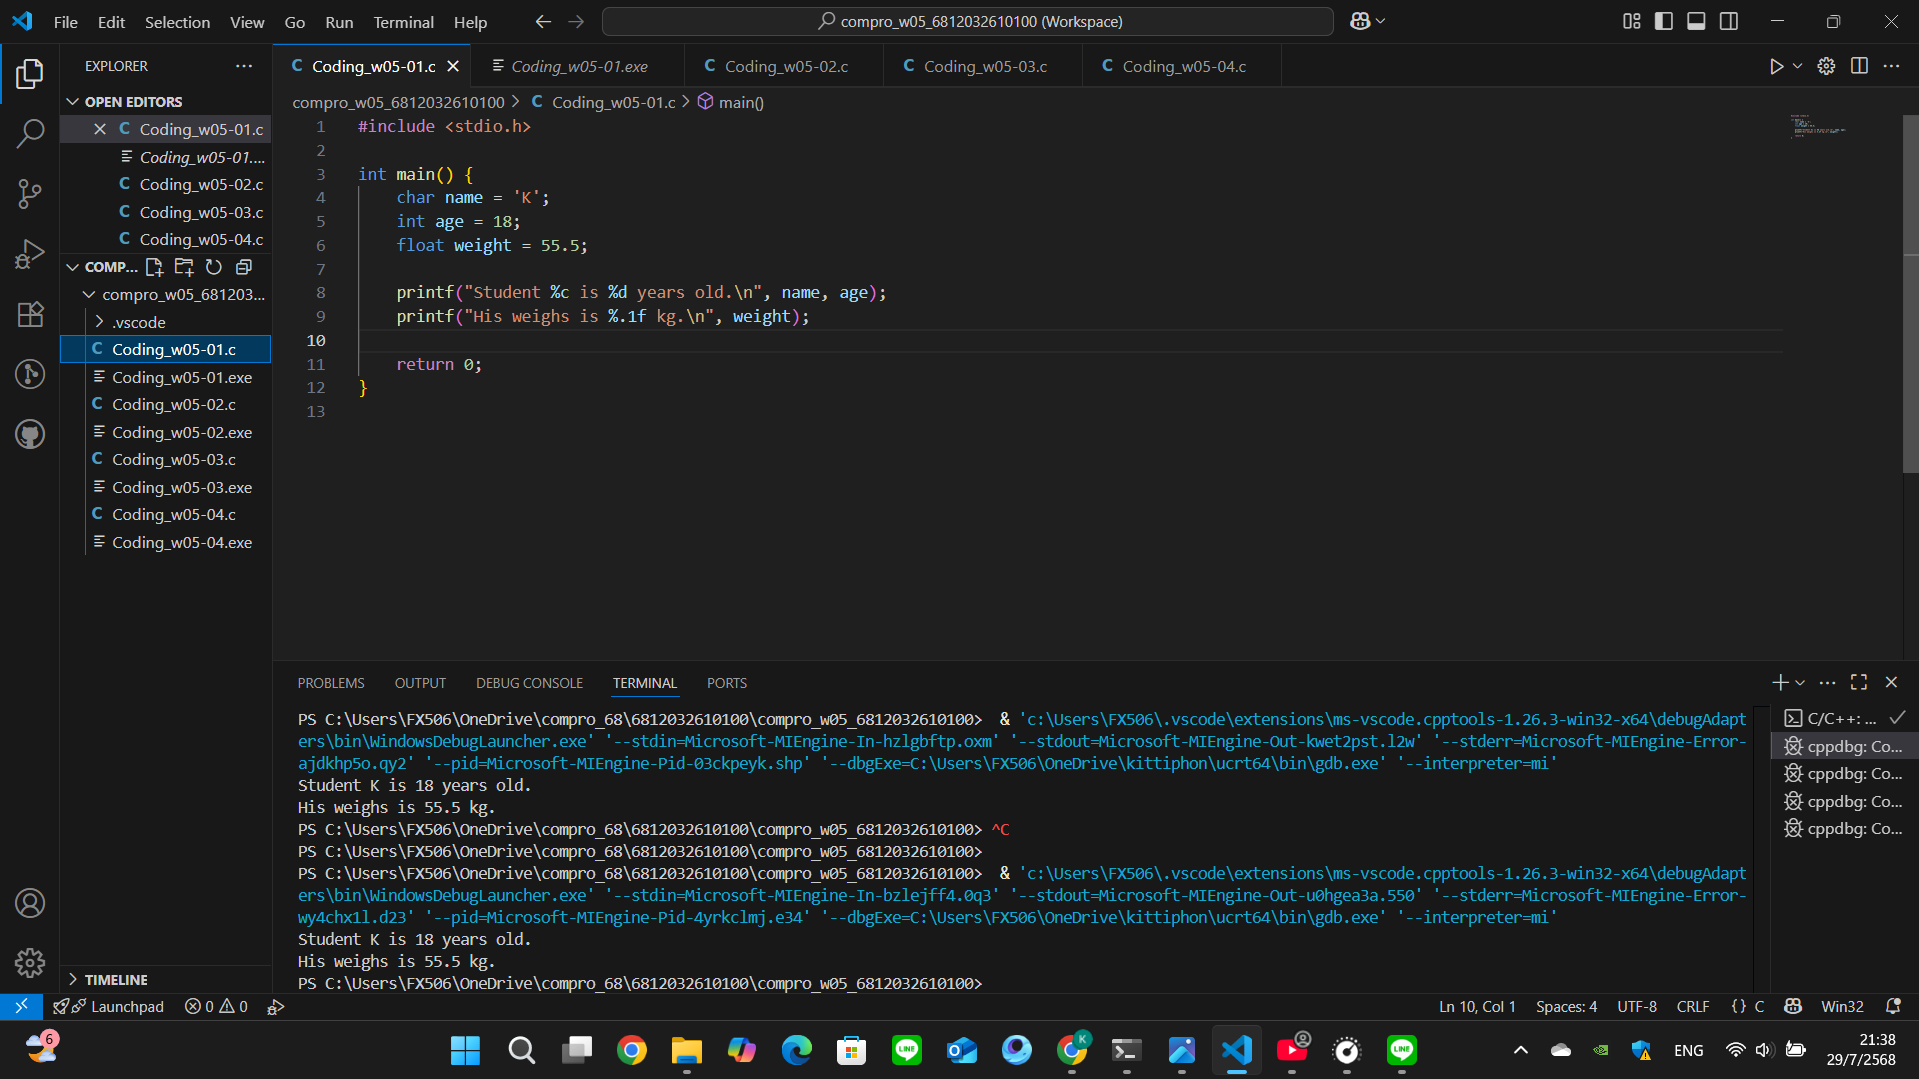 File Edit Selection View Go Run Terminal Help
compro_w05_6812032610100 (Workspace)
EXPLORER
OPEN EDITORS
Coding_w05-01.c
Coding_w05-01....
Coding_w05-02.c
Coding_w05-03.c
Coding_w05-04.c
COMP...
compro_w05_681203...
.vscode
Coding_w05-01.c
Coding_w05-01.exe
Coding_w05-02.c
Coding_w05-02.exe
Coding_w05-03.c
Coding_w05-03.exe
Coding_w05-04.c
Coding_w05-04.exe
TIMELINE
C Coding_w05-01.c Coding_w05-01.exe C Coding_w05-02.c C Coding_w05-03.c C Coding_w05-04.c
compro_w05_6812032610100 > C Coding_w05-01.c > main()
1 #include <stdio.h>
2
3 int main() {
4 char name = 'K';
5 int age = 18;
6 float weight = 55.5;
7
8 printf("Student %c is %d years old.\n", name, age);
9 printf("His weighs is %.1f kg.\n", weight);
10
11 return 0;
12 }
13
PROBLEMS OUTPUT DEBUG CONSOLE TERMINAL PORTS
PS C:\Users\FX506\OneDrive\compro_68\6812032610100\compro_w05_6812032610100> & 'c:\Users\FX506\.vscode\extensions\ms-vscode.cpptools-1.26.3-win32-x64\debugAdapt
ers\bin\WindowsDebugLauncher.exe' '--stdin=Microsoft-MIEngine-In-hzlgbftp.oxm' '--stdout=Microsoft-MIEngine-Out-kwet2pst.l2w' '--stderr=Microsoft-MIEngine-Error-
ajdkhp5o.qy2' '--pid=Microsoft-MIEngine-Pid-03ckpeyk.shp' '--dbgExe=C:\Users\FX506\OneDrive\kittiphon\ucrt64\bin\gdb.exe' '--interpreter=mi'
Student K is 18 years old.
His weighs is 55.5 kg.
PS C:\Users\FX506\OneDrive\compro_68\6812032610100\compro_w05_6812032610100> ^C
PS C:\Users\FX506\OneDrive\compro_68\6812032610100\compro_w05_6812032610100>
PS C:\Users\FX506\OneDrive\compro_68\6812032610100\compro_w05_6812032610100> & 'c:\Users\FX506\.vscode\extensions\ms-vscode.cpptools-1.26.3-win32-x64\debugAdapt
ers\bin\WindowsDebugLauncher.exe' '--stdin=Microsoft-MIEngine-In-bzlejff4.0q3' '--stdout=Microsoft-MIEngine-Out-u0hgea3a.550' '--stderr=Microsoft-MIEngine-Error-
wy4chx1l.d23' '--pid=Microsoft-MIEngine-Pid-4yrkclmj.e34' '--dbgExe=C:\Users\FX506\OneDrive\kittiphon\ucrt64\bin\gdb.exe' '--interpreter=mi'
Student K is 18 years old.
His weighs is 55.5 kg.
PS C:\Users\FX506\OneDrive\compro_68\6812032610100\compro_w05_6812032610100>
C/C++: ...
cppdbg: Co...
cppdbg: Co...
cppdbg: Co...
cppdbg: Co...
Launchpad 0 0 Ln 10, Col 1 Spaces: 4 UTF-8 CRLF {} C Win32
6 ENG 21:38
29/7/2568